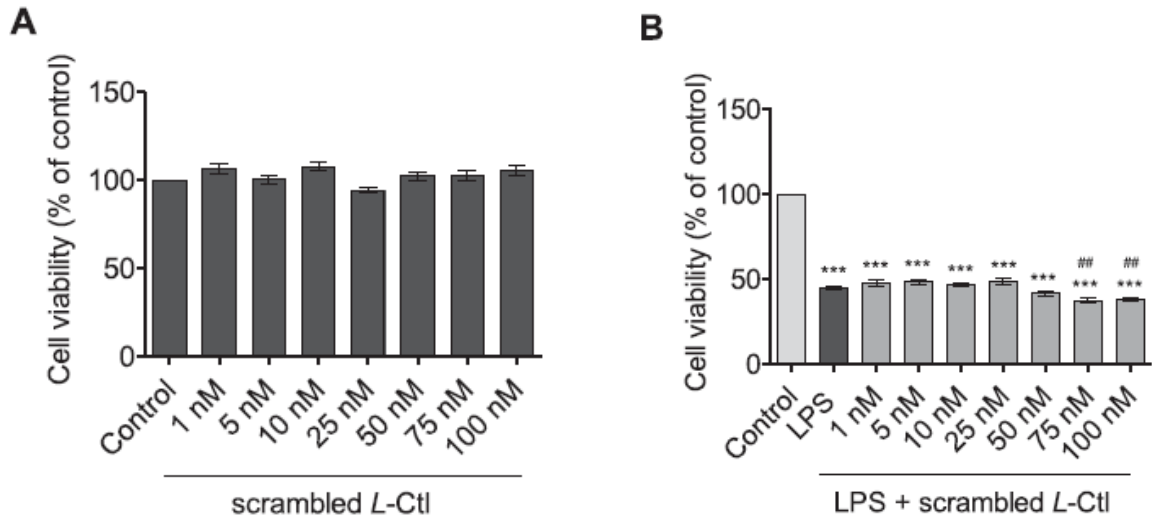 A
Cell viability (% of control)
150
100
50
0
Control
1 nM
5 nM
10 nM
25 nM
50 nM
75 nM
100 nM
scrambled L-Ctl
B
Cell viability (% of control)
150
100
50
0
***
***
***
***
***
***
##
***
##
***
Control
LPS
1 nM
5 nM
10 nM
25 nM
50 nM
75 nM
100 nM
LPS + scrambled L-Ctl